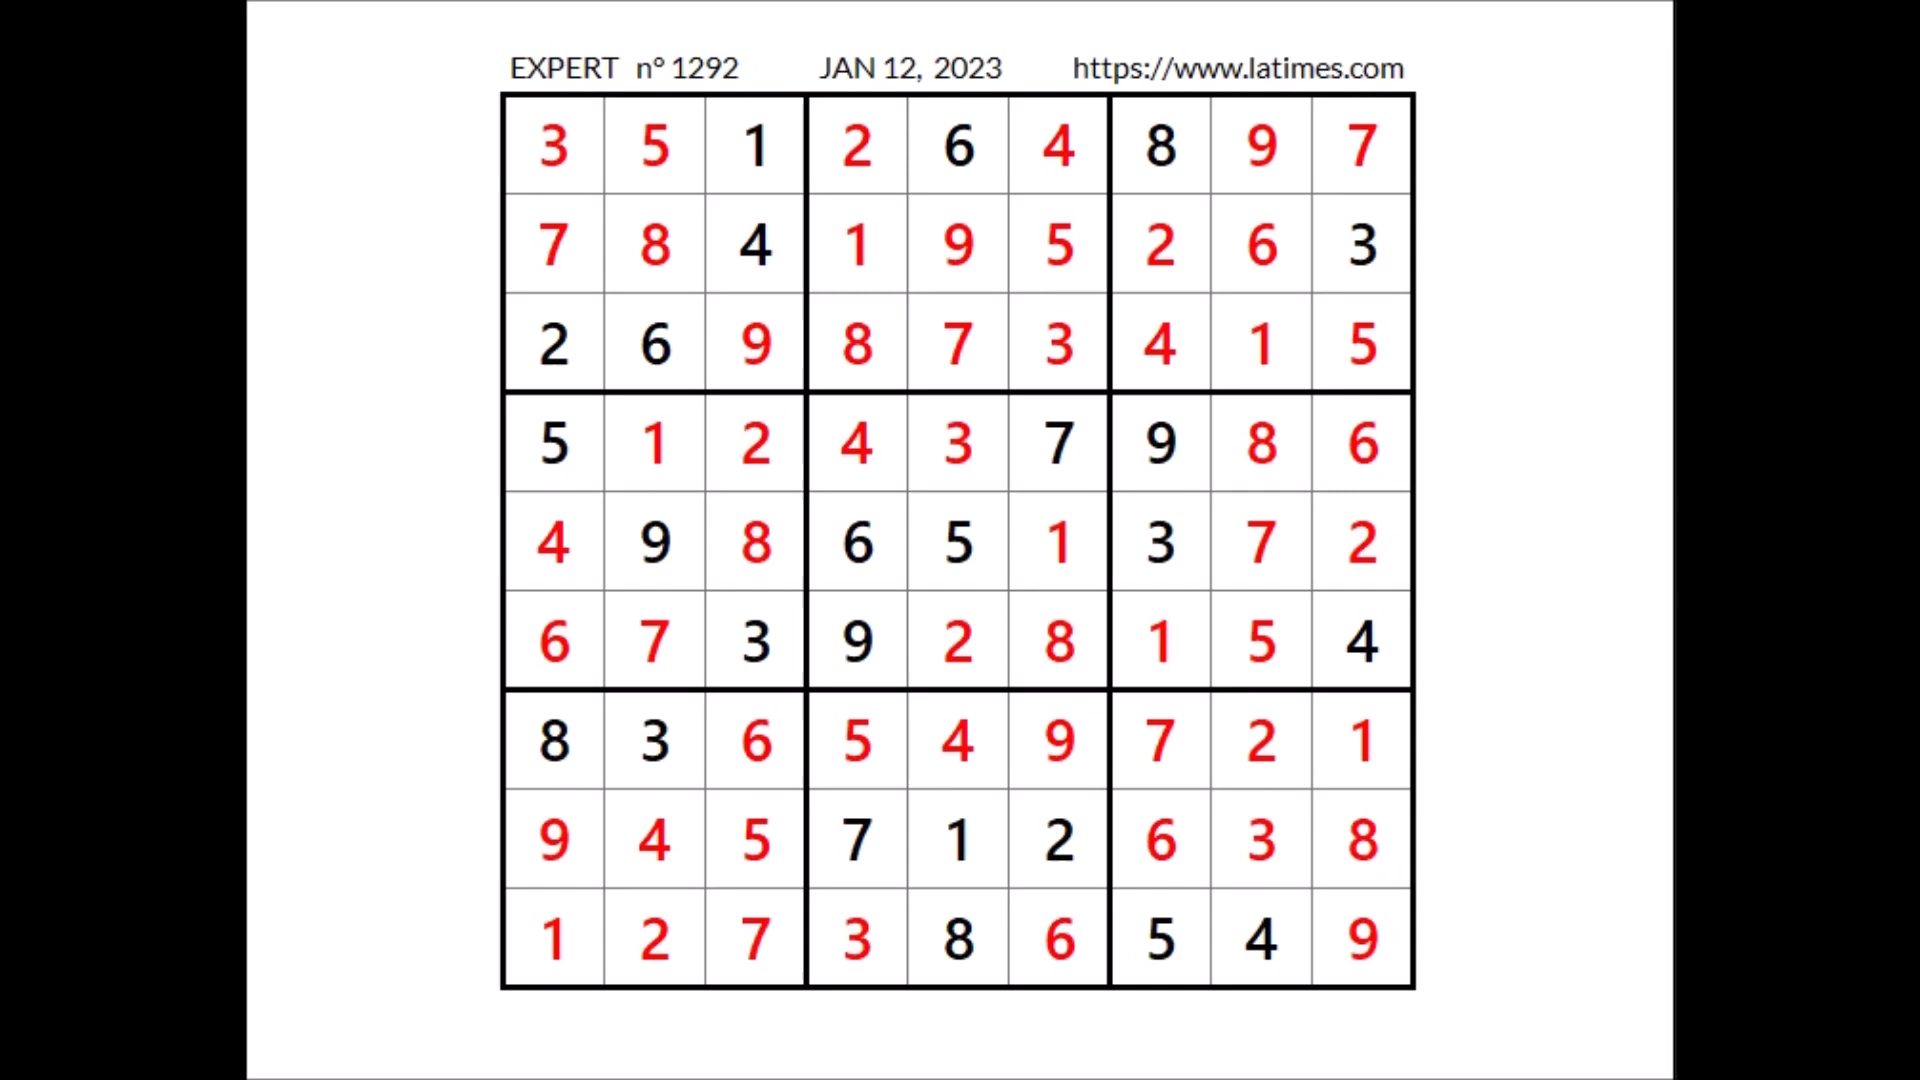 EXPERT n° 1292 JAN 12, 2023 https://www.latimes.com
3 5 1 2 6 4 8 9 7
7 8 4 1 9 5 2 6 3
2 6 9 8 7 3 4 1 5
5 1 2 4 3 7 9 8 6
4 9 8 6 5 1 3 7 2
6 7 3 9 2 8 1 5 4
8 3 6 5 4 9 7 2 1
9 4 5 7 1 2 6 3 8
1 2 7 3 8 6 5 4 9